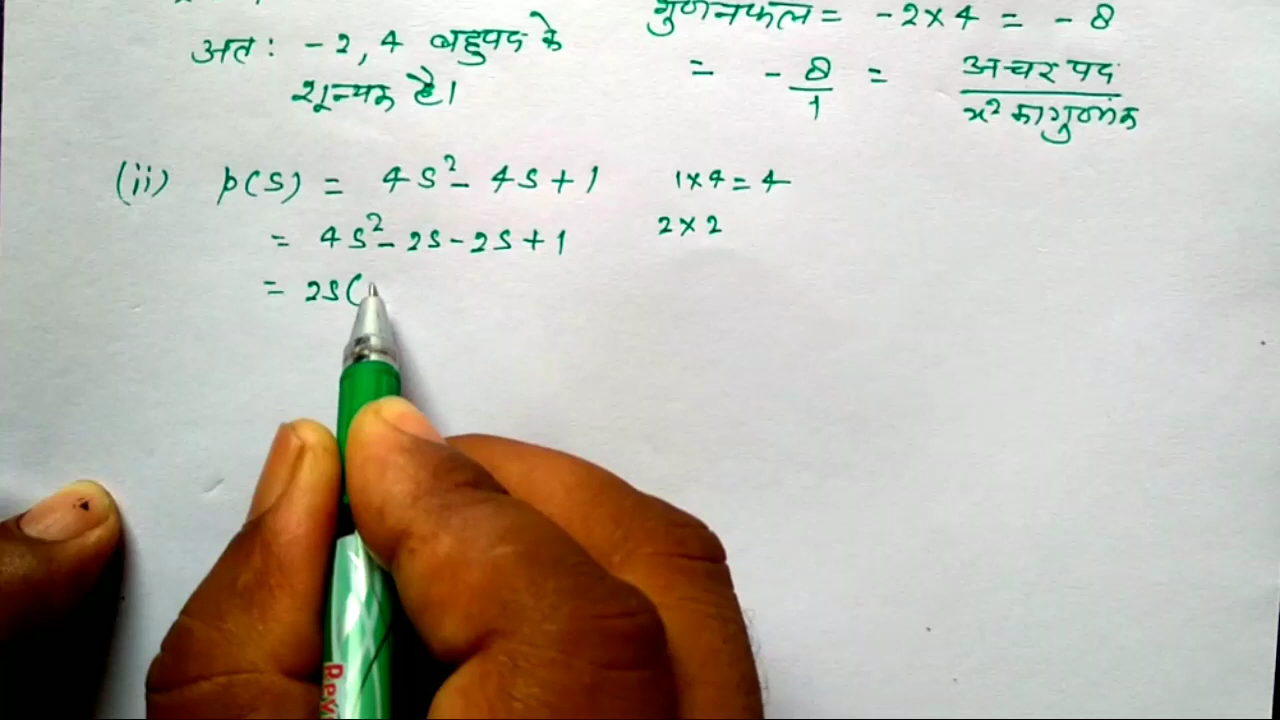 अतः -2, 4 बहुपद के
शून्यक है।
गुणनफल = -2×4 = -8
= -8/1 = अचर पद/x² का गुणांक
(ii) p(s) = 4s² - 4s + 1
= 4s² - 2s - 2s + 1
= 2s(
1×4 = 4
2×2